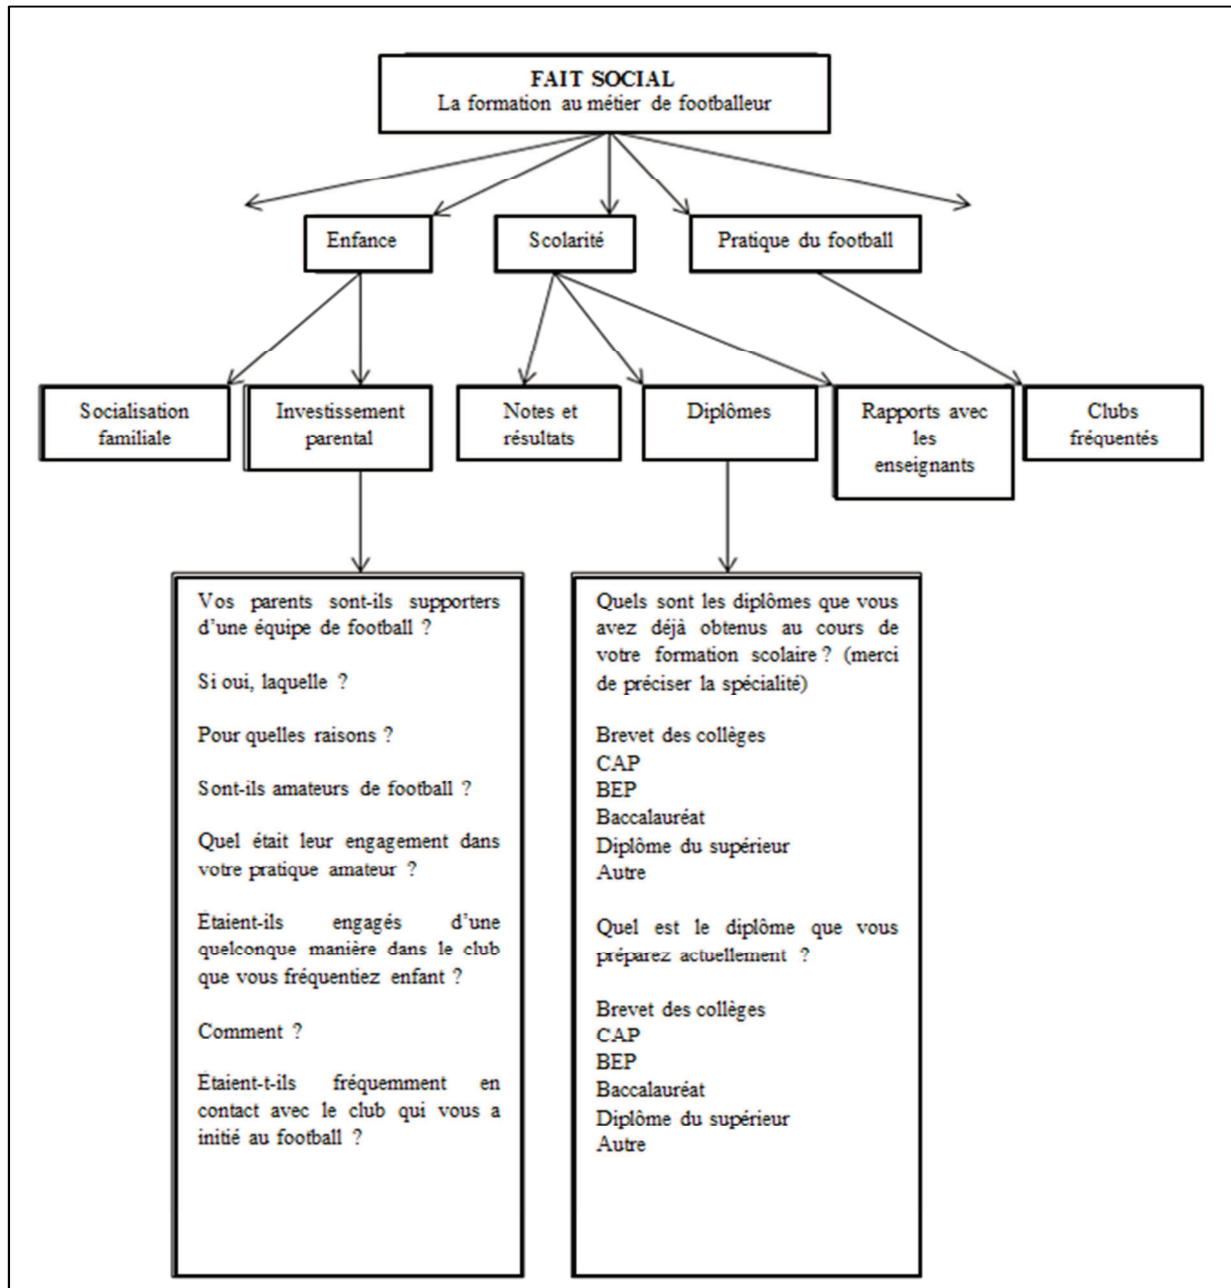 FAIT SOCIAL
La formation au métier de footballeur
Enfance
Scolarité
Pratique du football
Socialisation
familiale
Investissement
parental
Notes et
résultats
Diplômes
Rapports avec
les
enseignants
Clubs
fréquentés
Vos parents sont-ils supporters
d’une équipe de football ?
Si oui, laquelle ?
Pour quelles raisons ?
Sont-ils amateurs de football ?
Quel était leur engagement dans
votre pratique amateur ?
Étaient-ils engagés d’une
quelconque manière dans le club
que vous fréquentiez enfant ?
Comment ?
Étaient-t-ils fréquemment en
contact avec le club qui vous a
initié au football ?
Quels sont les diplômes que vous
avez déjà obtenus au cours de
votre formation scolaire ? (merci
de préciser la spécialité)
Brevet des collèges
CAP
BEP
Baccalauréat
Diplôme du supérieur
Autre
Quel est le diplôme que vous
préparez actuellement ?
Brevet des collèges
CAP
BEP
Baccalauréat
Diplôme du supérieur
Autre